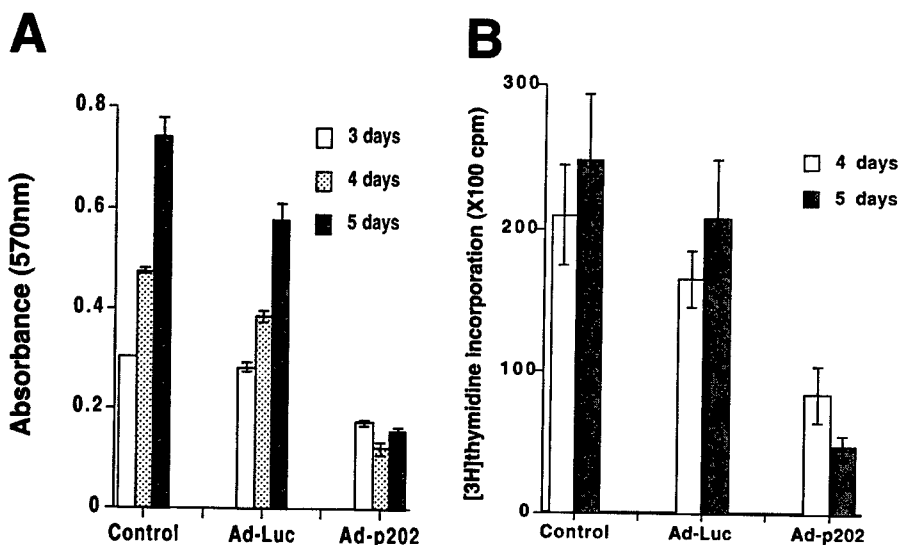 A
Absorbance (570nm)
0.8
0.6
0.4
0.2
0
3 days
4 days
5 days
Control
Ad-Luc
Ad-p202
B
[3H]thymidine incorporation (X100 cpm)
300
200
100
0
4 days
5 days
Control
Ad-Luc
Ad-p202